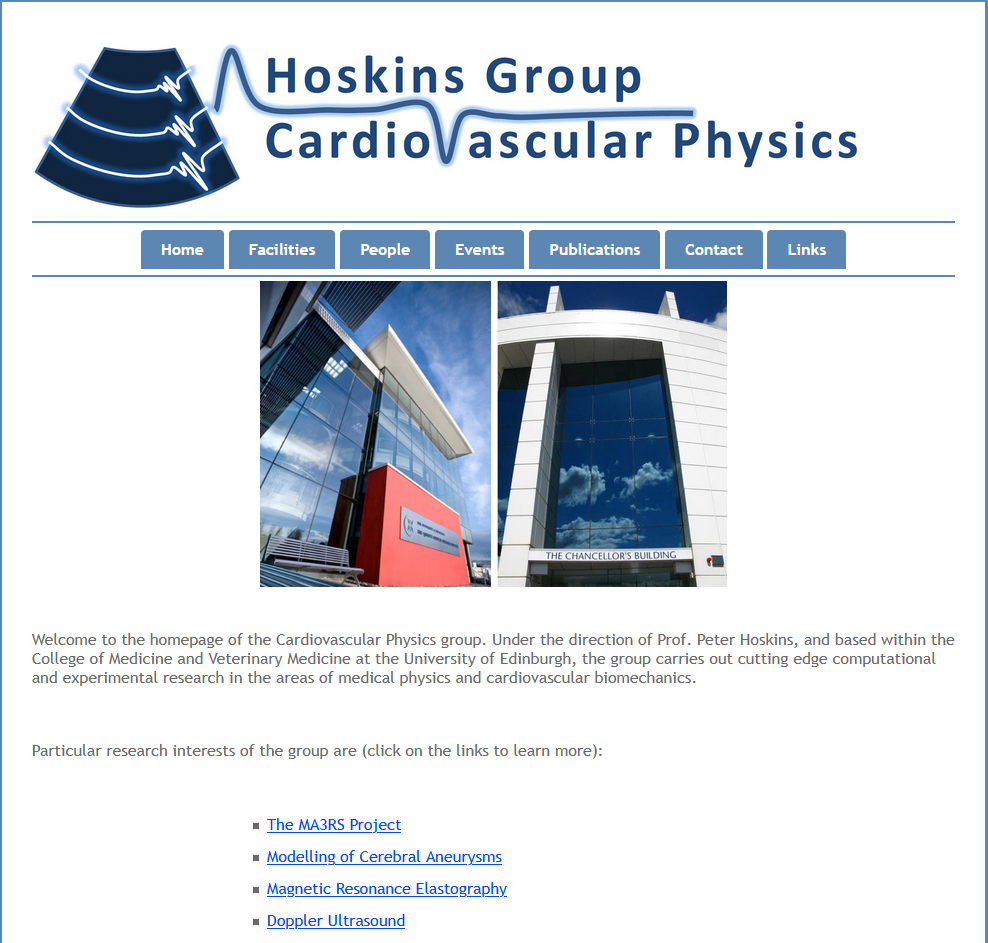 Hoskins Group
CardioVascular Physics
Home Facilities People Events Publications Contact Links
THE CHANCELLOR'S BUILDING
Welcome to the homepage of the Cardiovascular Physics group. Under the direction of Prof. Peter Hoskins, and based within the
College of Medicine and Veterinary Medicine at the University of Edinburgh, the group carries out cutting edge computational
and experimental research in the areas of medical physics and cardiovascular biomechanics.
Particular research interests of the group are (click on the links to learn more):
The MA3RS Project
Modelling of Cerebral Aneurysms
Magnetic Resonance Elastography
Doppler Ultrasound